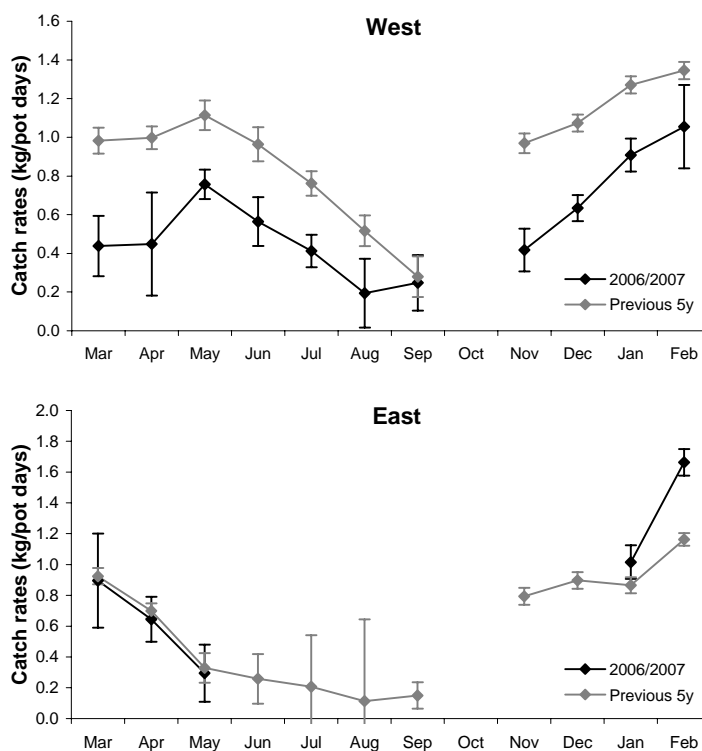 West
Catch rates (kg/pot days)
1.6
1.4
1.2
1.0
0.8
0.6
0.4
0.2
0.0
2006/2007
Previous 5y
Mar Apr May Jun Jul Aug Sep Oct Nov Dec Jan Feb
East
Catch rates (kg/pot days)
2.0
1.8
1.6
1.4
1.2
1.0
0.8
0.6
0.4
0.2
0.0
2006/2007
Previous 5y
Mar Apr May Jun Jul Aug Sep Oct Nov Dec Jan Feb